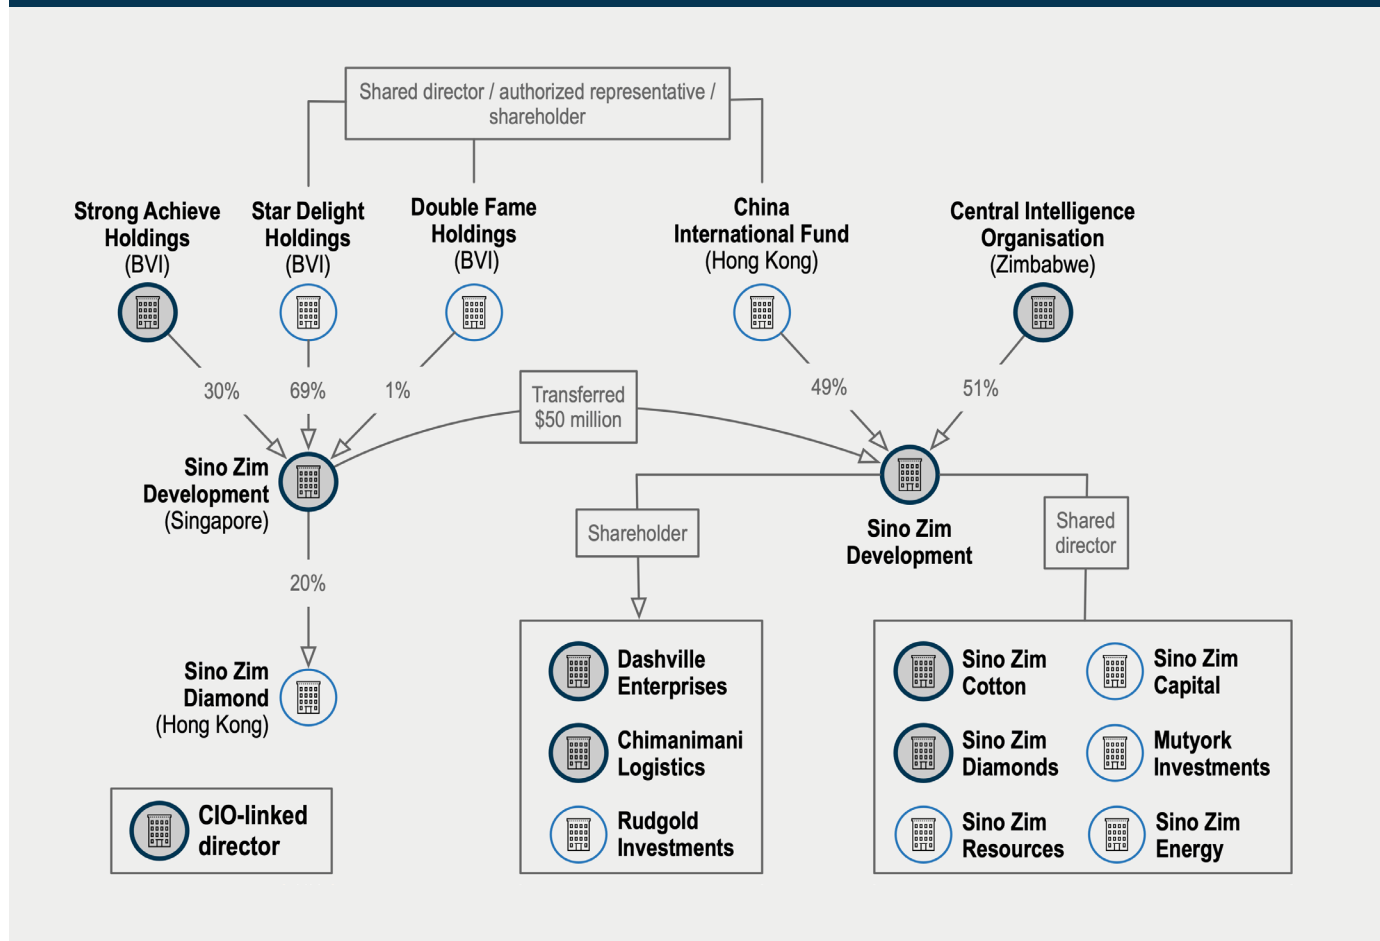 Shared director / authorized representative /
shareholder
Strong Achieve
Holdings
(BVI)
Star Delight
Holdings
(BVI)
Double Fame
Holdings
(BVI)
China
International Fund
(Hong Kong)
Central Intelligence
Organisation
(Zimbabwe)
30%
69%
1%
Transferred
$50 million
49%
51%
Sino Zim
Development
(Singapore)
Sino Zim
Development
Shareholder
Shared
director
20%
Sino Zim
Diamond
(Hong Kong)
Dashville
Enterprises
Chimanimani
Logistics
Rudgold
Investments
Sino Zim
Cotton
Sino Zim
Capital
Sino Zim
Diamonds
Mutyork
Investments
Sino Zim
Resources
Sino Zim
Energy
CIO-linked
director